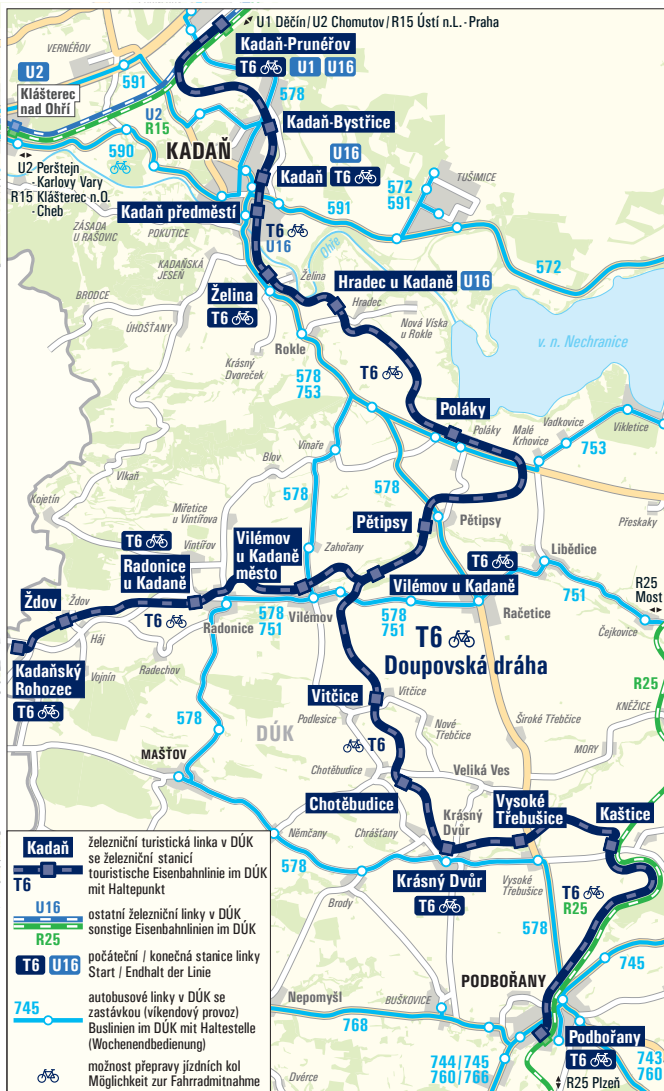 U1 Děčín / U2 Chomutov / R15 Ústí n.L. - Praha
VERNÉŘOV
Kadaň-Prunéřov
T6 U1 U16
U2
591
578
Klášterec
nad Ohří
U2
R15
Kadaň-Bystřice
KADAŇ
590
U16
Kadaň T6
U2 Perštejn
- Karlovy Vary
R15 Klášterec n.O.
- Cheb
572
591
TUŠIMICE
Kadaň předměstí
591
ZÁSADA
U RAŠOVIC
POKUTICE
T6
U16
Ohře
572
KADAŇSKÁ
JESEŇ
Želina
Želina
T6
Hradec u Kadaně U16
BRODCE
Hradec
ÚHOŠŤANY
Nová Víska
u Rokle
v. n. Nechranice
Krásný
Dvoreček
Rokle
578
753
T6
Poláky
Poláky
Malé
Krhovice
Vadkovice
Vikletice
753
Vinaře
Blov
Vlkaň
578
578
Kojetín
Miřetice
u Vintířova
Pětipsy
Pětipsy
Přeskaky
T6
Vintířov
Vilémov
u Kadaně
město
Zahořany
Radonice
u Kadaně
T6
Libědice
Vilémov u Kadaně
R25
Most
Ždov
Ždov
T6
578
751
Radonice
Vilémov
578
751
Račetice
751
Čejkovice
Háj
Vojnín
Radechov
Kadaňský
Rohozec
T6
T6
Doupovská dráha
R25
Vitčice
Vitčice
KNĚŽICE
578
DÚK
Podlesice
Nové
Třebčice
Široké Třebčice
MORY
MAŠŤOV
T6
Chotěbudice
Veliká Ves
Chotěbudice
Krásný
Dvůr
Vysoké
Třebušice
Kaštice
Němčany
Chrášťany
578
Krásný Dvůr
T6
Vysoké
Třebušice
T6
R25
Brody
578
745
Nepomyšl
BUŠKOVICE
PODBOŘANY
768
Podbořany
T6
744 / 745
760 / 766
743
760
Dvérce
R25 Plzeň
Kadaň
T6
železniční turistická linka v DÚK
se železniční stanicí
touristische Eisenbahnlinie im DÚK
mit Haltepunkt
U16
R25
ostatní železniční linky v DÚK
sonstige Eisenbahnlinien im DÚK
T6 U16
počáteční / konečná stanice linky
Start / Endhalt der Linie
745
autobusové linky v DÚK se
zastávkou (víkendový provoz)
Buslinien im DÚK mit Haltestelle
(Wochenendbedienung)
možnost přepravy jízdních kol
Möglichkeit zur Fahrradmitnahme